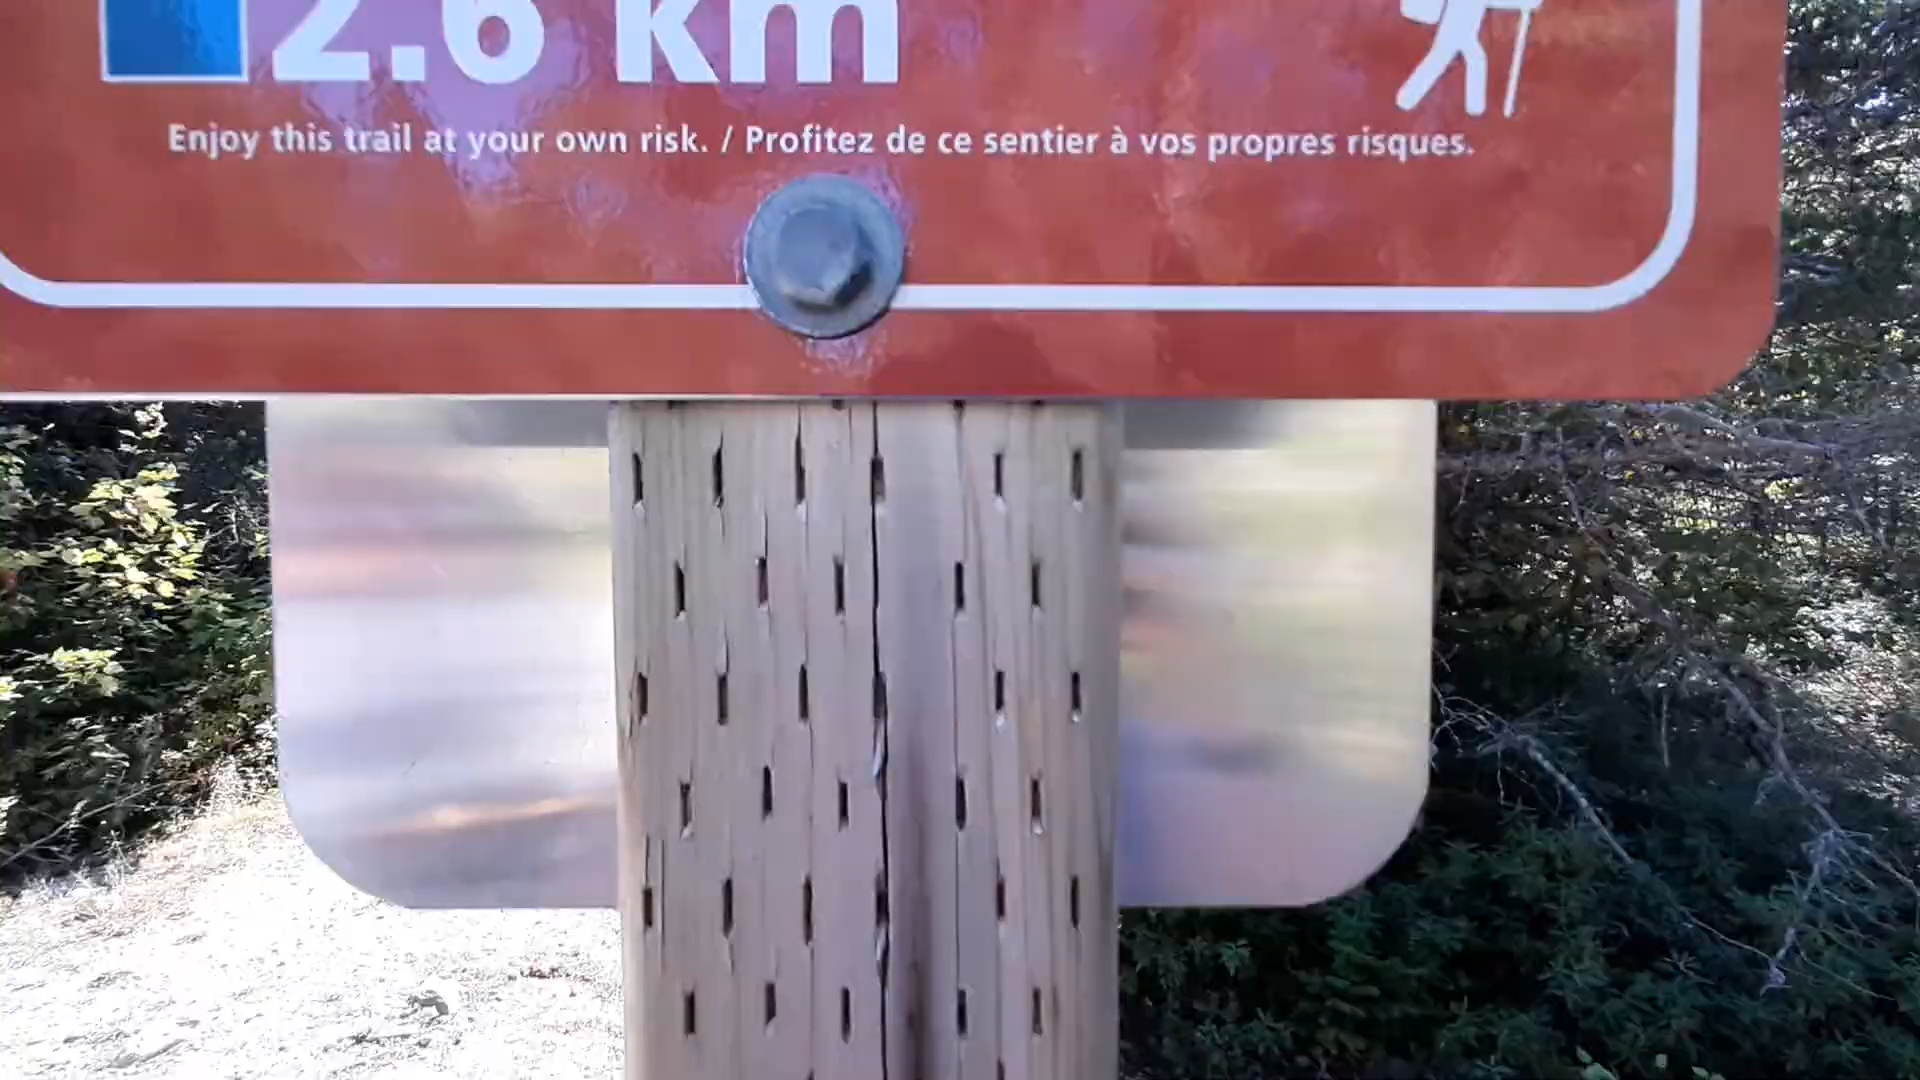 2.6 km
Enjoy this trail at your own risk. / Profitez de ce sentier à vos propres risques.